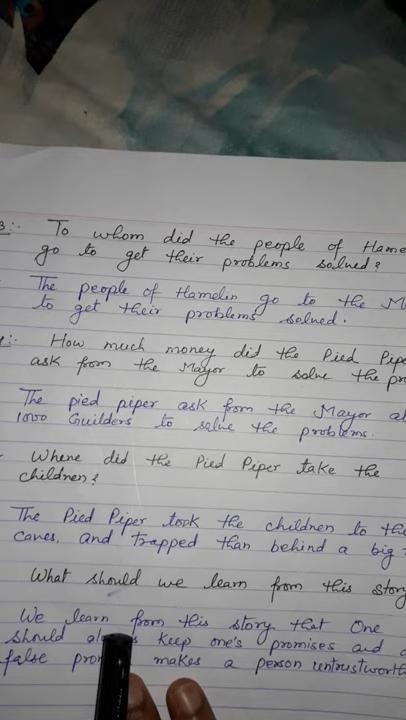 3:- To whom did the people of Hame
go to get their problems solved?
The people of Hamelin go to the M
to get their problems solved.
How much money did the Pied Pipe
ask from the Mayor to solve the pro
The pied piper ask from the Mayor a
1000 Guilders to solve the problems.
Where did the Pied Piper take the
children?
The Pied Piper took the children to th
caves, and trapped than behind a big
What should we learn from this story
We learn from this story that One
should keep one's promises and
false makes a person untrustworth